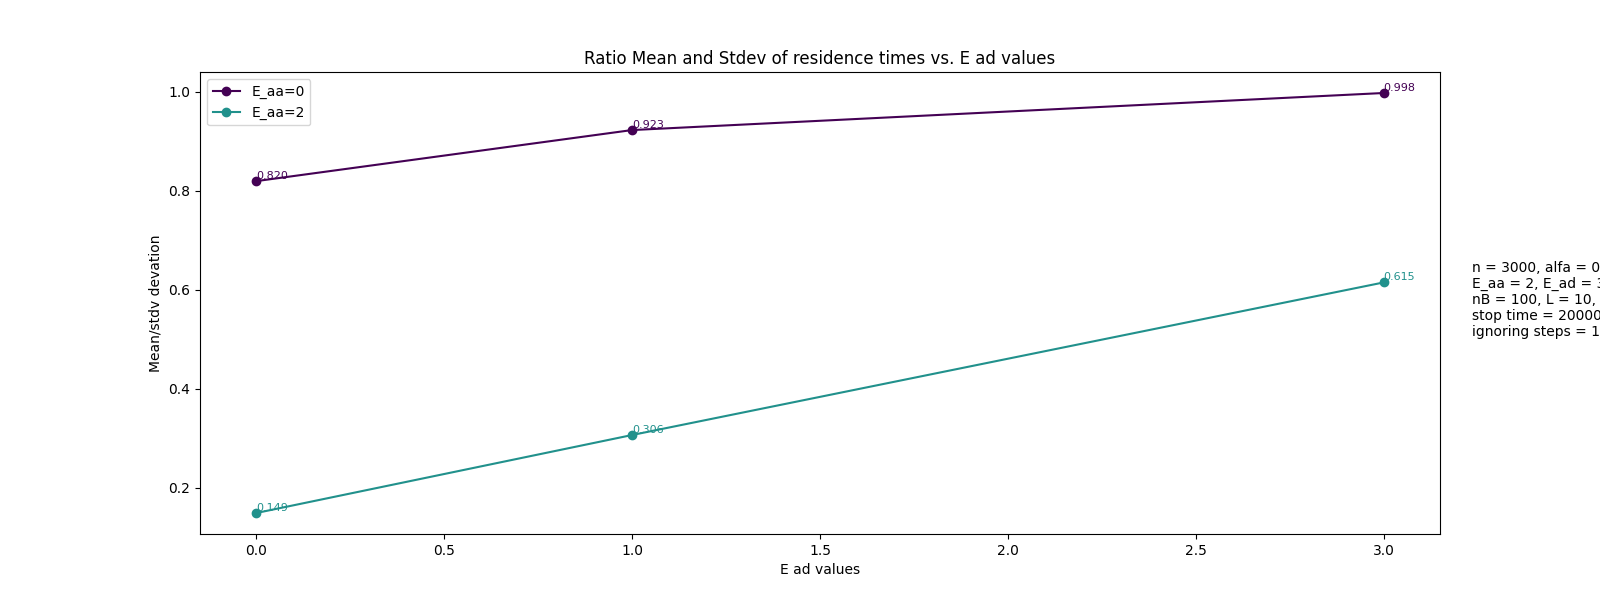 Ratio Mean and Stdev of residence times vs. E ad values
E_aa=0
E_aa=2
Mean/stdv devation
1.0
0.8
0.6
0.4
0.2
0.820
0.923
0.998
0.149
0.306
0.615
0.0
0.5
1.0
1.5
2.0
2.5
3.0
E ad values
n = 3000, alfa = 0
E_aa = 2, E_ad = 3
nB = 100, L = 10,
stop time = 20000
ignoring steps = 1